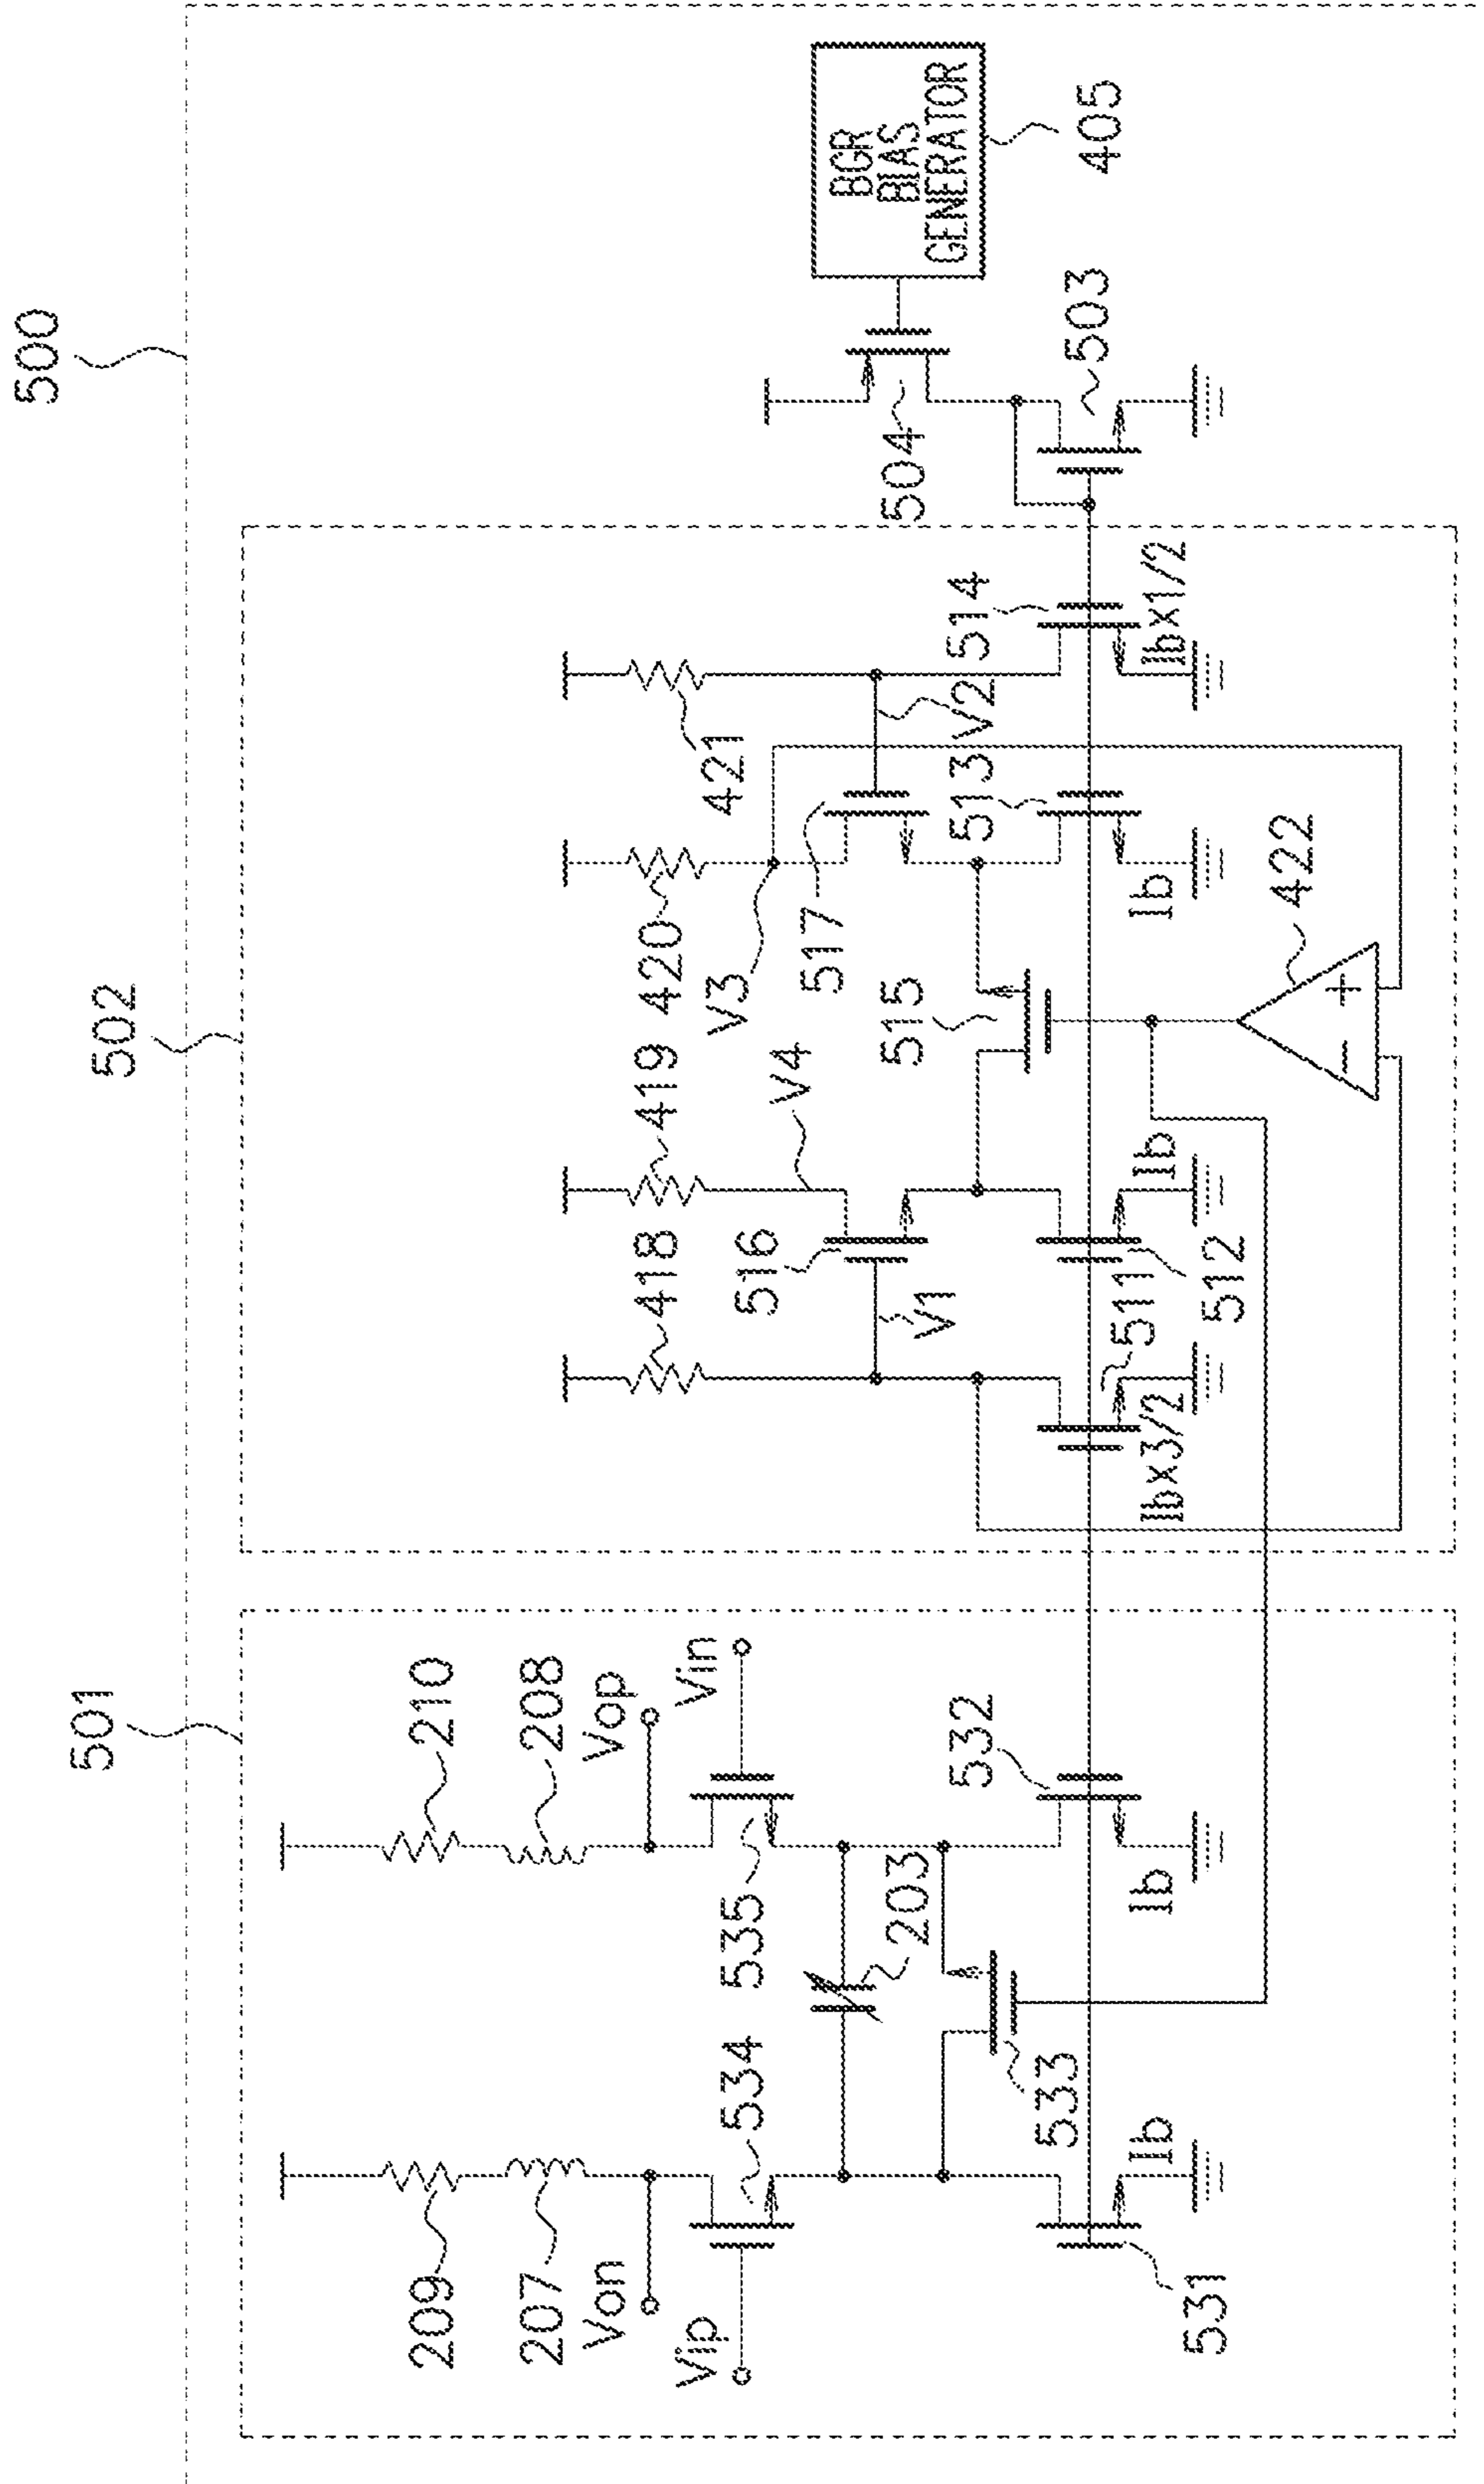 500
501
502
209
210
207
208
Von
Vop
Vip
Vin
534
535
203
533
532
Ib
Ib
531
418
419
420
421
V4
V3
516
517
V1
V2
515
513
514
511
512
Ib×3/2
Ib
Ib
Ib×1/2
−
+
422
504
503
BGR
BIAS
GENERATOR
405